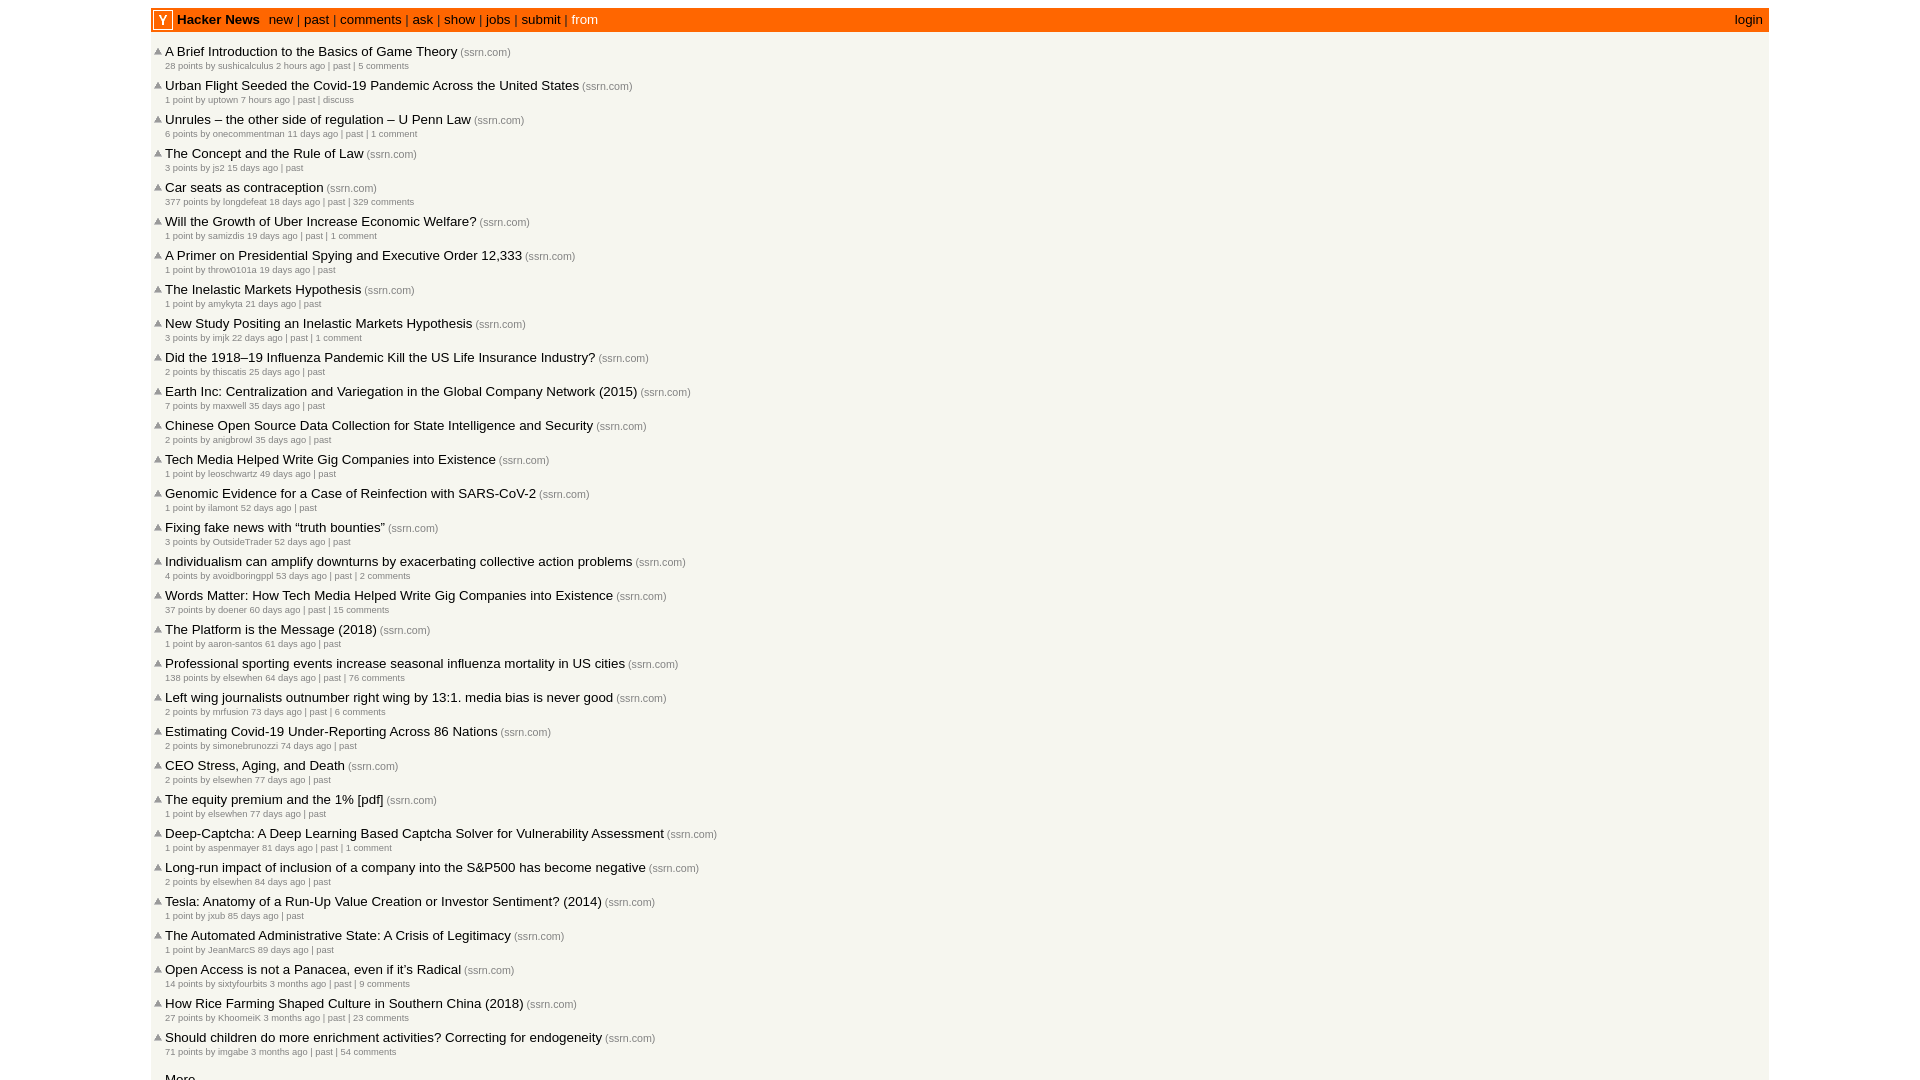 Y Hacker News new | past | comments | ask | show | jobs | submit | from login
A Brief Introduction to the Basics of Game Theory (ssrn.com)
28 points by sushicalculus 2 hours ago | past | 5 comments
Urban Flight Seeded the Covid-19 Pandemic Across the United States (ssrn.com)
1 point by uptown 7 hours ago | past | discuss
Unrules – the other side of regulation – U Penn Law (ssrn.com)
6 points by onecommentman 11 days ago | past | 1 comment
The Concept and the Rule of Law (ssrn.com)
3 points by js2 15 days ago | past
Car seats as contraception (ssrn.com)
377 points by longdefeat 18 days ago | past | 329 comments
Will the Growth of Uber Increase Economic Welfare? (ssrn.com)
1 point by samizdis 19 days ago | past | 1 comment
A Primer on Presidential Spying and Executive Order 12,333 (ssrn.com)
1 point by throw0101a 19 days ago | past
The Inelastic Markets Hypothesis (ssrn.com)
1 point by amykyta 21 days ago | past
New Study Positing an Inelastic Markets Hypothesis (ssrn.com)
3 points by imjk 22 days ago | past | 1 comment
Did the 1918–19 Influenza Pandemic Kill the US Life Insurance Industry? (ssrn.com)
2 points by thiscatis 25 days ago | past
Earth Inc: Centralization and Variegation in the Global Company Network (2015) (ssrn.com)
7 points by maxwell 35 days ago | past
Chinese Open Source Data Collection for State Intelligence and Security (ssrn.com)
2 points by anigbrowl 35 days ago | past
Tech Media Helped Write Gig Companies into Existence (ssrn.com)
1 point by leoschwartz 49 days ago | past
Genomic Evidence for a Case of Reinfection with SARS-CoV-2 (ssrn.com)
1 point by ilamont 52 days ago | past
Fixing fake news with “truth bounties” (ssrn.com)
3 points by OutsideTrader 52 days ago | past
Individualism can amplify downturns by exacerbating collective action problems (ssrn.com)
4 points by avoidboringppl 53 days ago | past | 2 comments
Words Matter: How Tech Media Helped Write Gig Companies into Existence (ssrn.com)
37 points by doener 60 days ago | past | 15 comments
The Platform is the Message (2018) (ssrn.com)
1 point by aaron-santos 61 days ago | past
Professional sporting events increase seasonal influenza mortality in US cities (ssrn.com)
138 points by elsewhen 64 days ago | past | 76 comments
Left wing journalists outnumber right wing by 13:1. media bias is never good (ssrn.com)
2 points by mrfusion 73 days ago | past | 6 comments
Estimating Covid-19 Under-Reporting Across 86 Nations (ssrn.com)
2 points by simonebrunozzi 74 days ago | past
CEO Stress, Aging, and Death (ssrn.com)
2 points by elsewhen 77 days ago | past
The equity premium and the 1% [pdf] (ssrn.com)
1 point by elsewhen 77 days ago | past
Deep-Captcha: A Deep Learning Based Captcha Solver for Vulnerability Assessment (ssrn.com)
1 point by aspenmayer 81 days ago | past | 1 comment
Long-run impact of inclusion of a company into the S&P500 has become negative (ssrn.com)
2 points by elsewhen 84 days ago | past
Tesla: Anatomy of a Run-Up Value Creation or Investor Sentiment? (2014) (ssrn.com)
1 point by jxub 85 days ago | past
The Automated Administrative State: A Crisis of Legitimacy (ssrn.com)
1 point by JeanMarcS 89 days ago | past
Open Access is not a Panacea, even if it’s Radical (ssrn.com)
14 points by sixtyfourbits 3 months ago | past | 9 comments
How Rice Farming Shaped Culture in Southern China (2018) (ssrn.com)
27 points by KhoomeiK 3 months ago | past | 23 comments
Should children do more enrichment activities? Correcting for endogeneity (ssrn.com)
71 points by imgabe 3 months ago | past | 54 comments
More